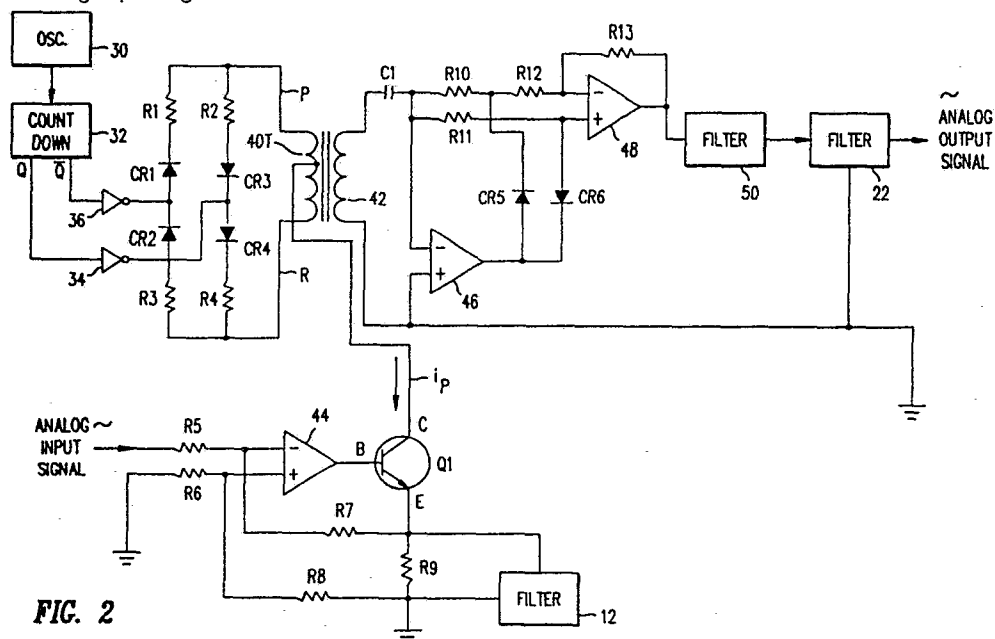 OSC.
30
COUNT
DOWN
32
Q
Q̅
36
34
R1
R2
CR1
CR3
CR2
CR4
R3
R4
P
40T
42
R
C1
R10
R12
R13
R11
48
CR5
CR6
46
FILTER
50
FILTER
22
~
ANALOG
OUTPUT
SIGNAL
ip
ANALOG ~
INPUT
SIGNAL
R5
R6
44
B
C
Q1
E
R7
R8
R9
FILTER
12
FIG. 2